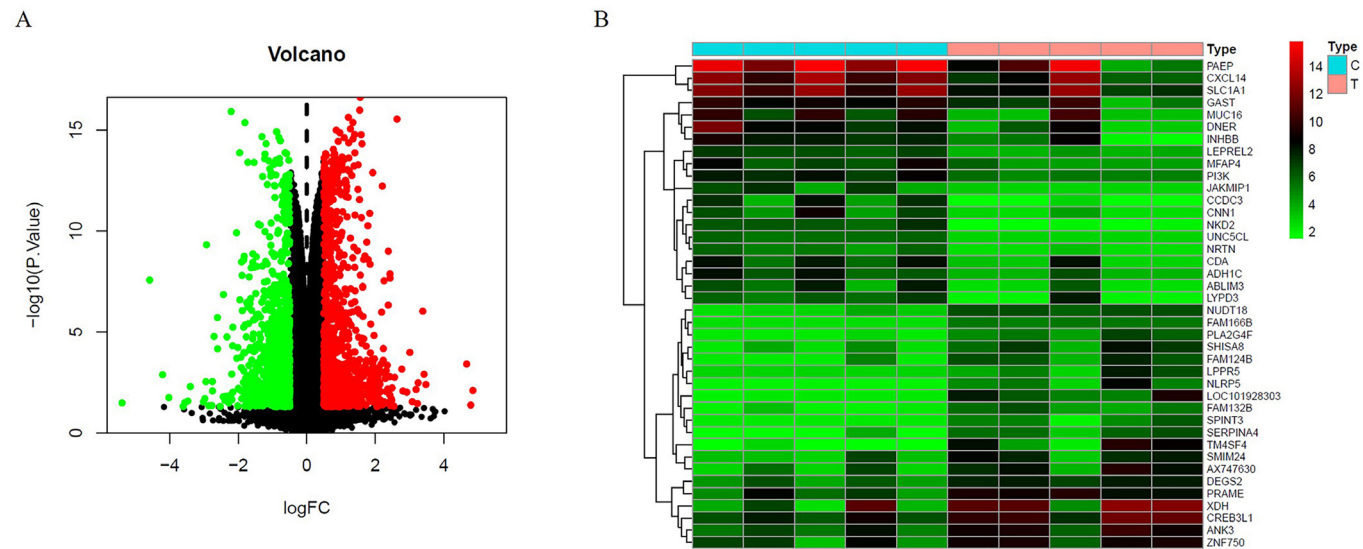 A
B
Volcano
-log10(P.Value)
15
10
5
0
-4
-2
0
2
4
logFC
Type
PAEP
CXCL14
SLC1A1
GAST
MUC16
DNER
INHBB
LEPREL2
MFAP4
PI3K
JAKMIP1
CCDC3
CNN1
NKD2
UNC5CL
NRTN
CDA
ADH1C
ABLIM3
LYPD3
NUDT18
FAM166B
PLA2G4F
SHISA8
FAM124B
LPPR5
NLRP5
LOC101928303
FAM132B
SPINT3
SERPINA4
TM4SF4
SMIM24
AX747630
DEGS2
PRAME
XDH
CREB3L1
ANK3
ZNF750
14
12
10
8
6
4
2
Type
C
T